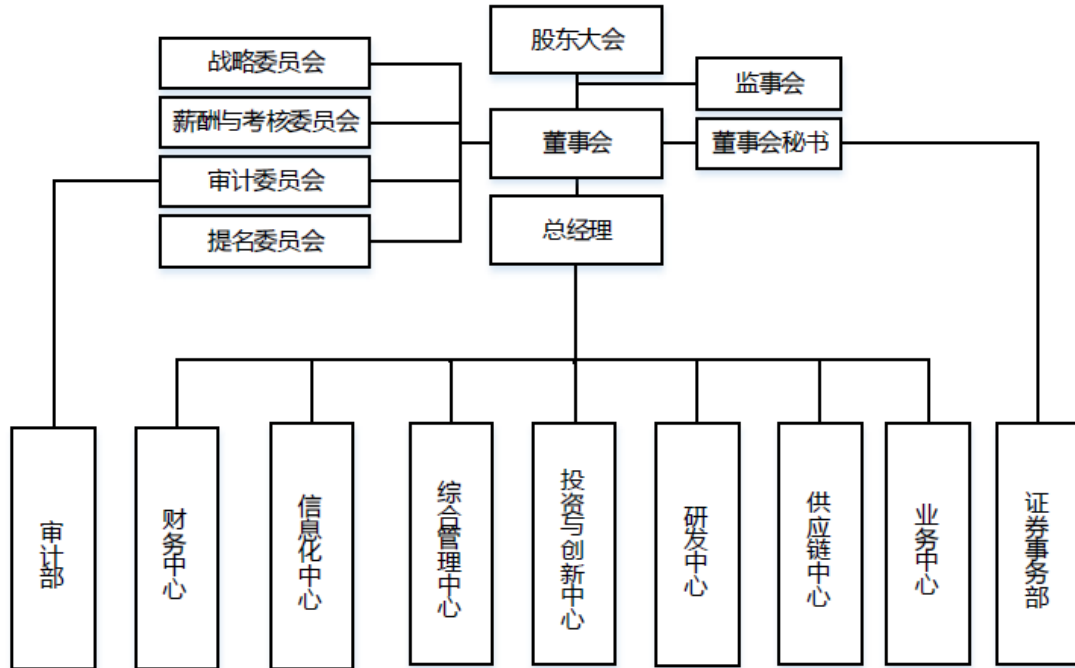 股东大会
战略委员会
监事会
薪酬与考核委员会
董事会
董事会秘书
审计委员会
总经理
提名委员会
审计部
财务中心
信息化中心
综合管理中心
投资与创新中心
研发中心
供应链中心
业务中心
证券事务部